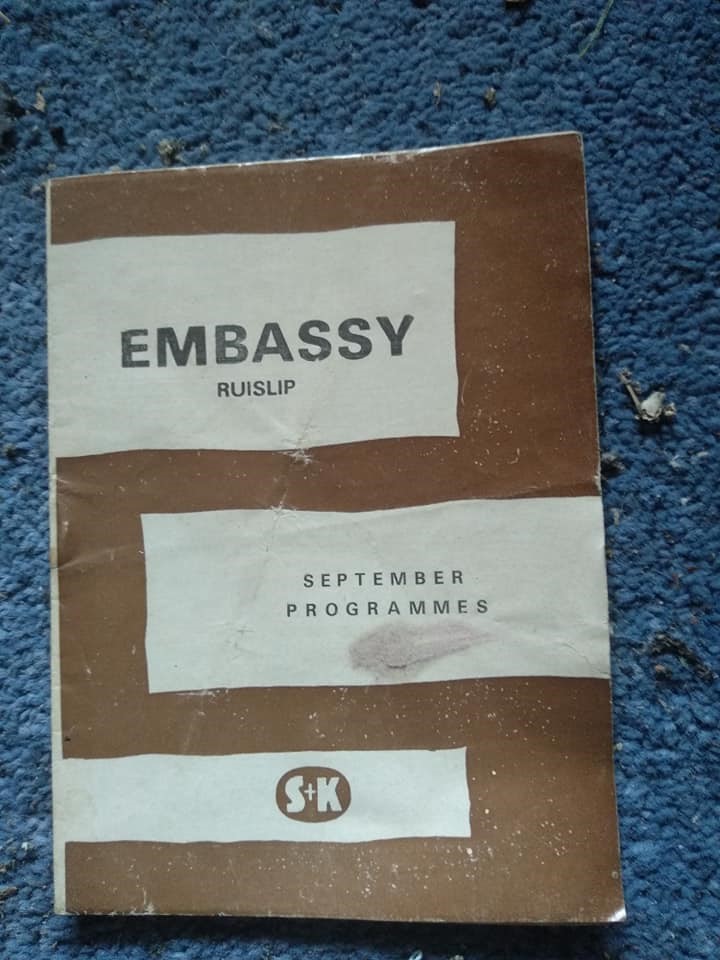 EMBASSY
RUISLIP
SEPTEMBER
PROGRAMMES
S+K